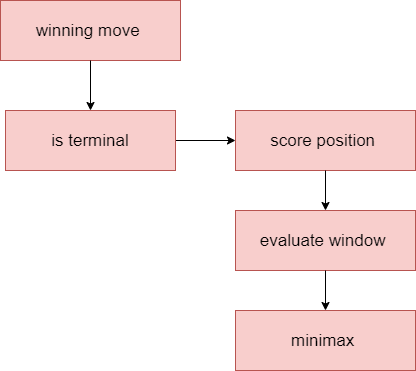 winning move
is terminal
score position
evaluate window
minimax